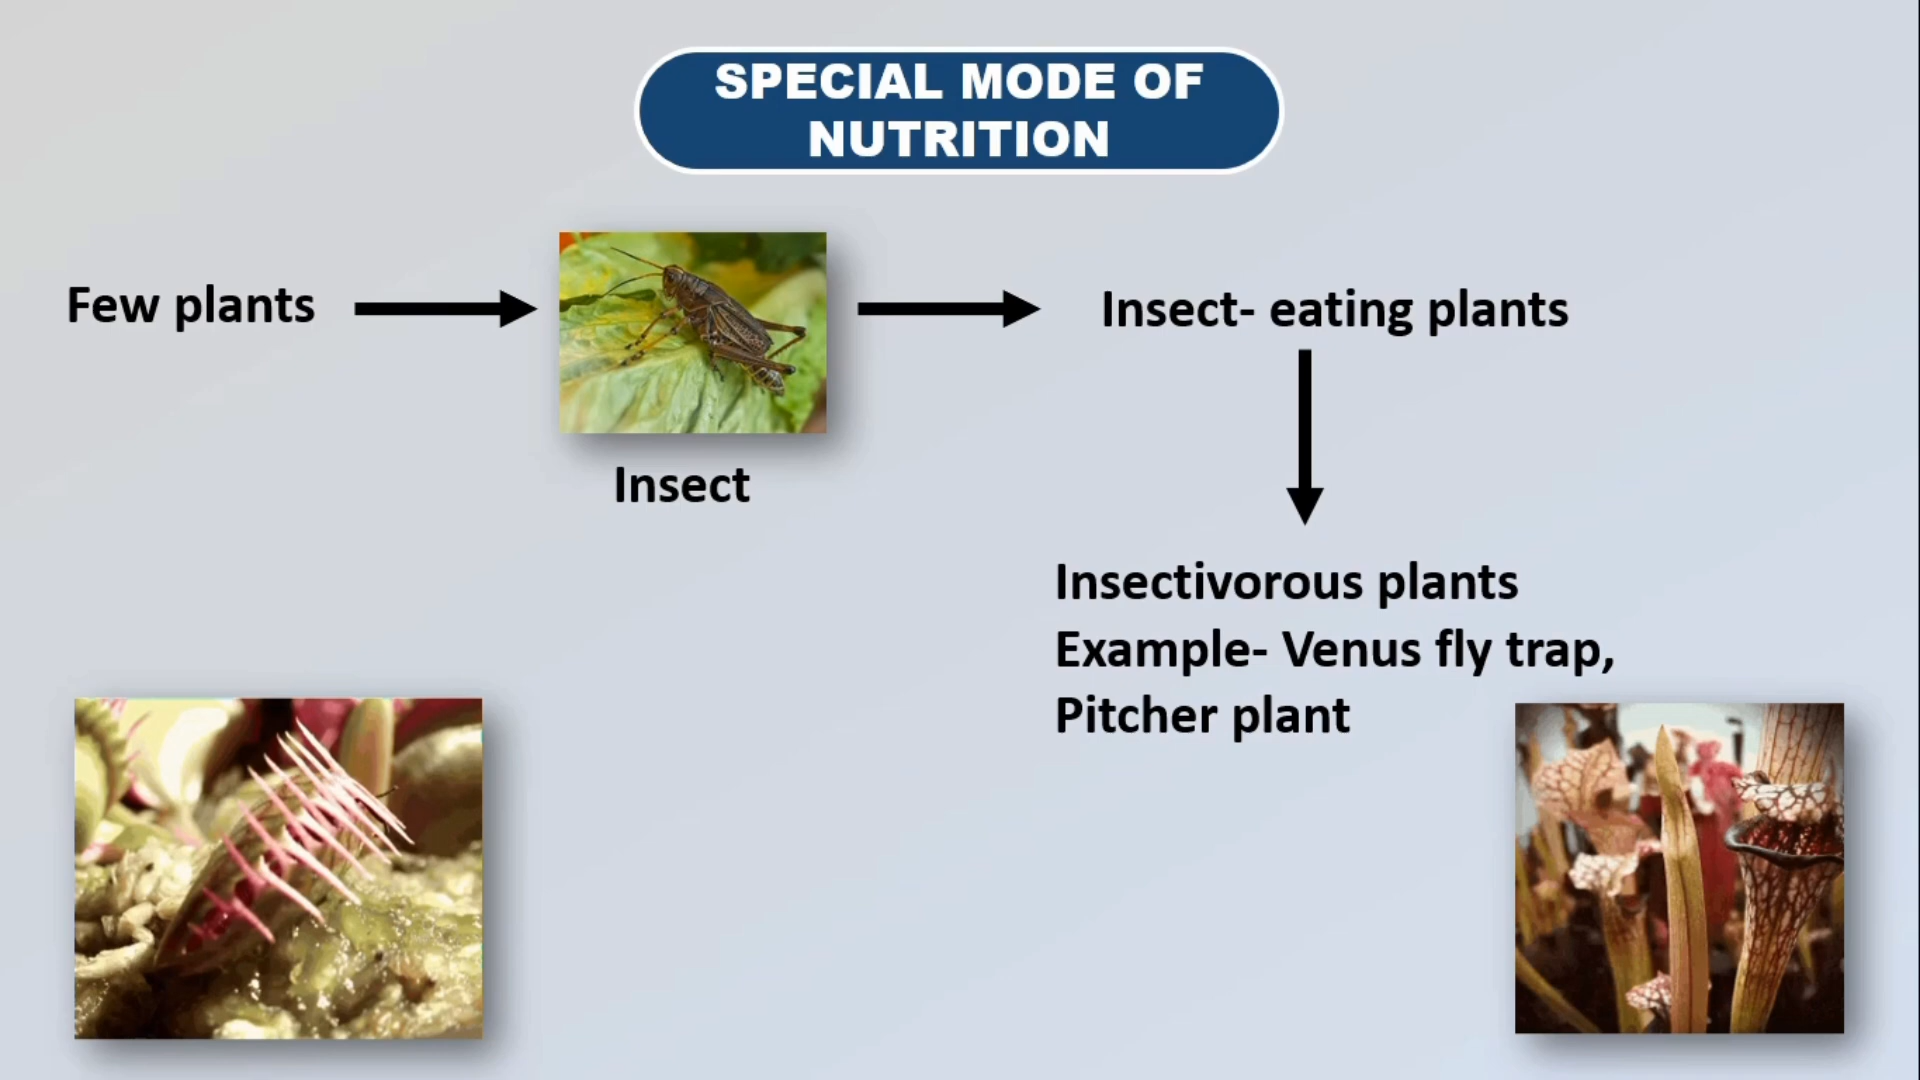 SPECIAL MODE OF
NUTRITION
Few plants
Insect- eating plants
Insect
Insectivorous plants
Example- Venus fly trap,
Pitcher plant